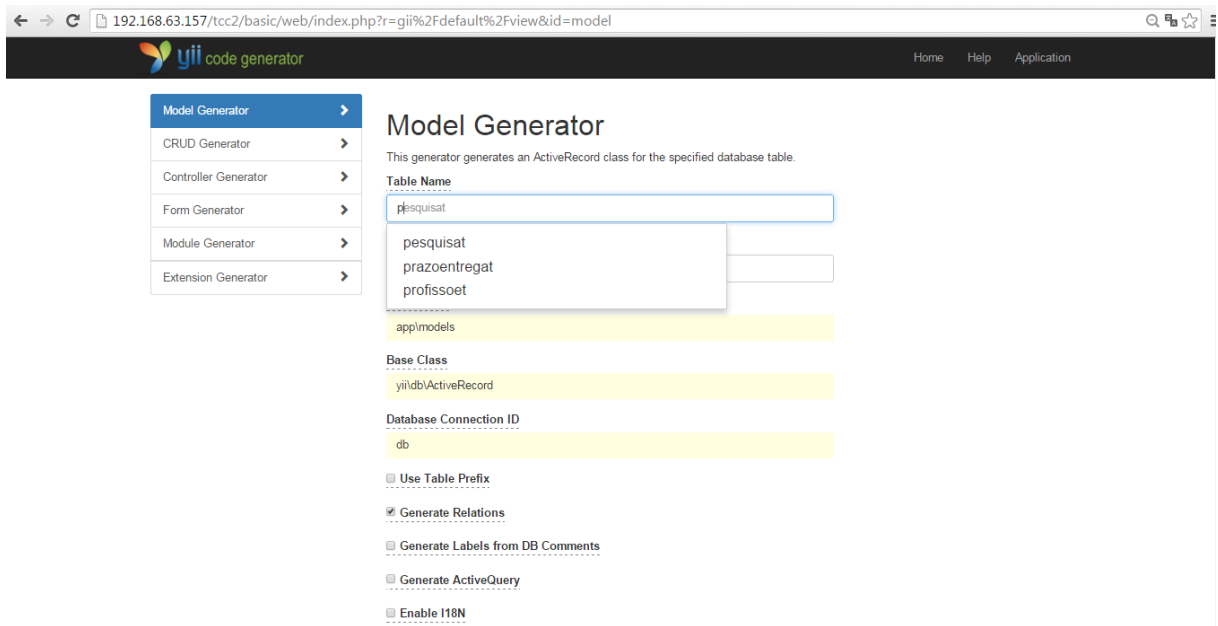 192.168.63.157/tcc2/basic/web/index.php?r=gii%2Fdefault%2Fview&id=model
yii code generator
Home Help Application
Model Generator
CRUD Generator
Controller Generator
Form Generator
Module Generator
Extension Generator
Model Generator
This generator generates an ActiveRecord class for the specified database table.
Table Name
pesquisat
pesquisat
prazoentregat
profissoet
app\models
Base Class
yii\db\ActiveRecord
Database Connection ID
db
Use Table Prefix
Generate Relations
Generate Labels from DB Comments
Generate ActiveQuery
Enable I18N